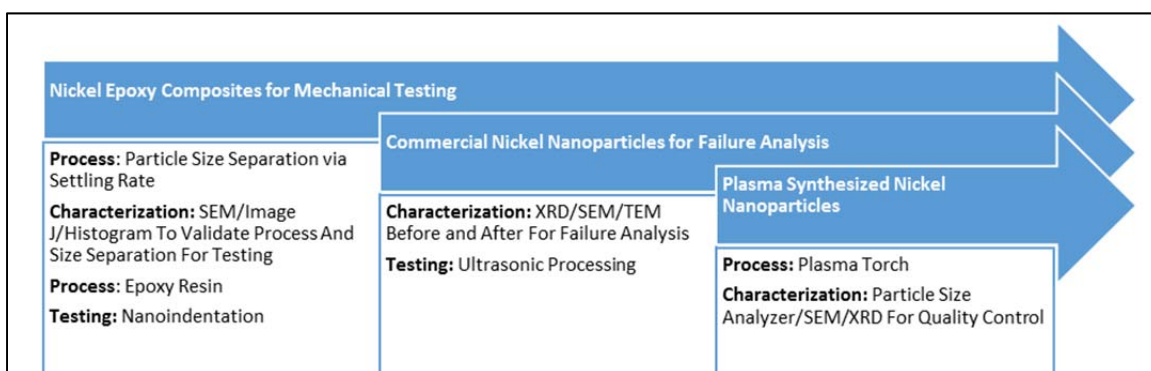 Nickel Epoxy Composites for Mechanical Testing
Process: Particle Size Separation via
Settling Rate
Characterization: SEM/Image
J/Histogram To Validate Process And
Size Separation For Testing
Process: Epoxy Resin
Testing: Nanoindentation
Commercial Nickel Nanoparticles for Failure Analysis
Characterization: XRD/SEM/TEM
Before and After For Failure Analysis
Testing: Ultrasonic Processing
Plasma Synthesized Nickel
Nanoparticles
Process: Plasma Torch
Characterization: Particle Size
Analyzer/SEM/XRD For Quality Control